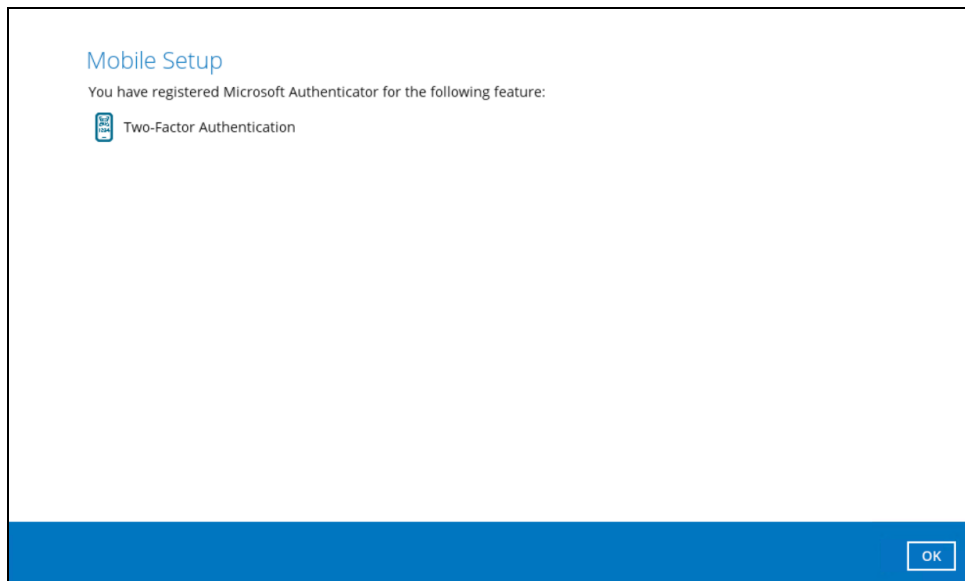 Mobile Setup
You have registered Microsoft Authenticator for the following feature:
Two-Factor Authentication
OK